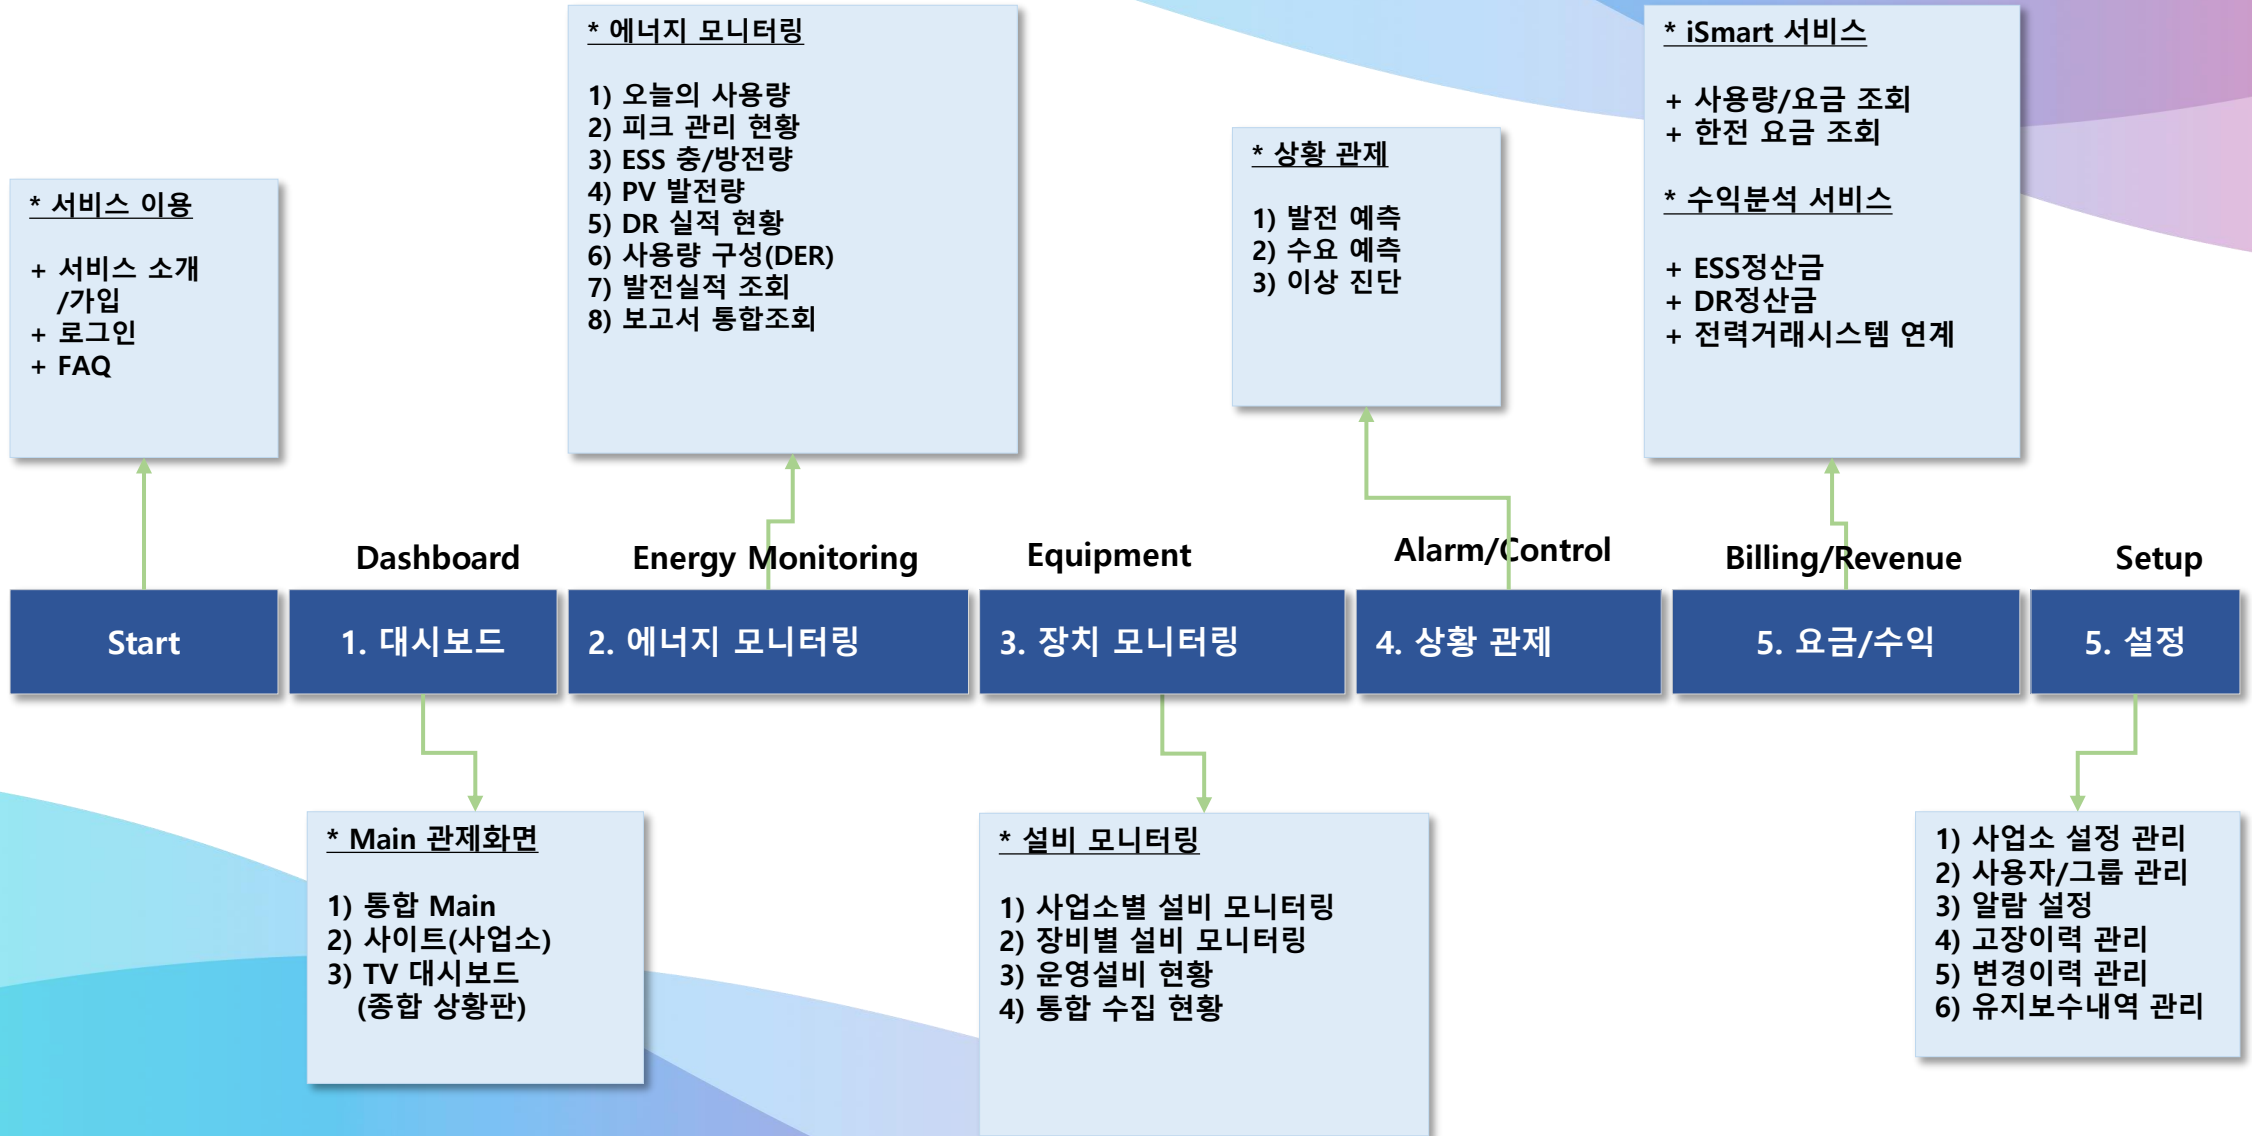 * 에너지 모니터링
1) 오늘의 사용량
2) 피크 관리 현황
3) ESS 충/방전량
4) PV 발전량
5) DR 실적 현황
6) 사용량 구성(DER)
7) 발전실적 조회
8) 보고서 통합조회
* iSmart 서비스
+ 사용량/요금 조회
+ 한전 요금 조회
* 수익분석 서비스
+ ESS정산금
+ DR정산금
+ 전력거래시스템 연계
* 상황 관제
1) 발전 예측
2) 수요 예측
3) 이상 진단
* 서비스 이용
+ 서비스 소개
/가입
+ 로그인
+ FAQ
Dashboard
Energy Monitoring
Equipment
Alarm/Control
Billing/Revenue
Setup
Start
1. 대시보드
2. 에너지 모니터링
3. 장치 모니터링
4. 상황 관제
5. 요금/수익
5. 설정
* Main 관제화면
1) 통합 Main
2) 사이트(사업소)
3) TV 대시보드
(종합 상황판)
* 설비 모니터링
1) 사업소별 설비 모니터링
2) 장비별 설비 모니터링
3) 운영설비 현황
4) 통합 수집 현황
1) 사업소 설정 관리
2) 사용자/그룹 관리
3) 알람 설정
4) 고장이력 관리
5) 변경이력 관리
6) 유지보수내역 관리